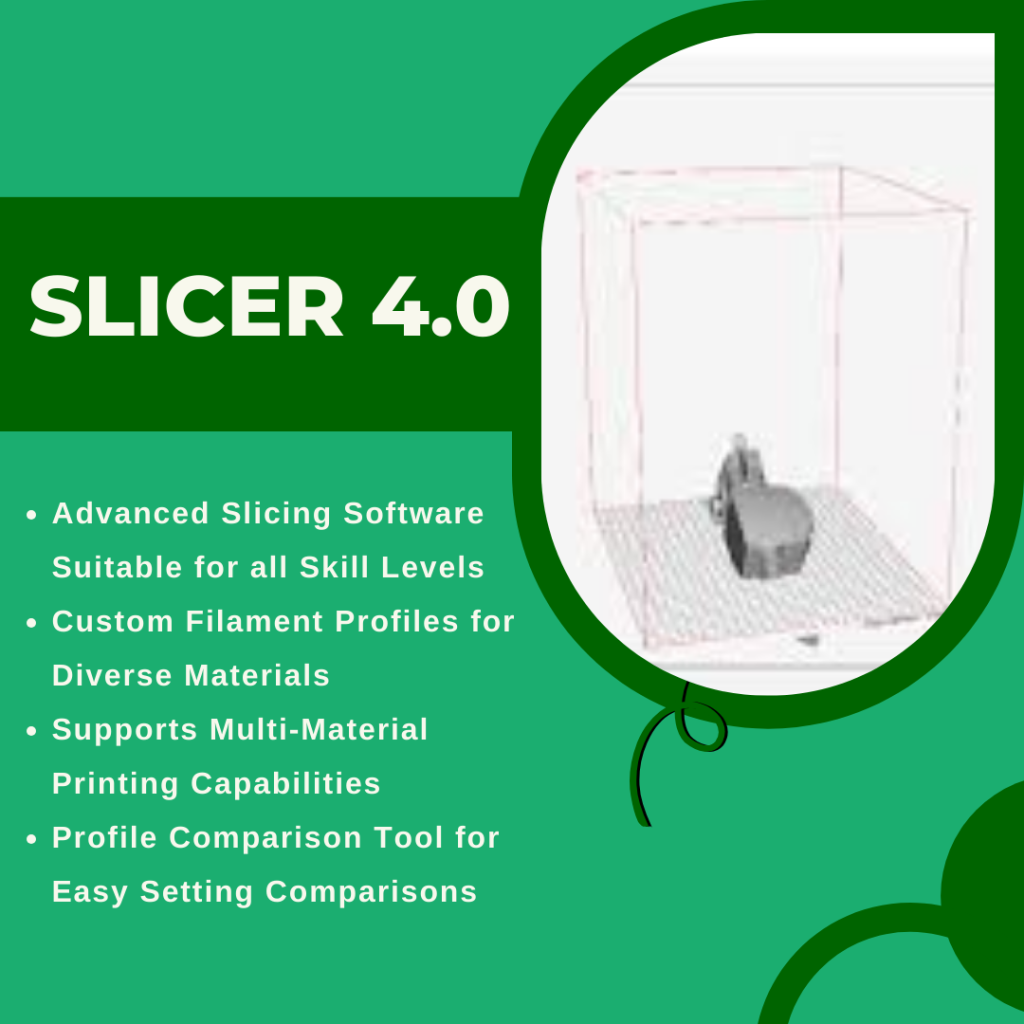 SLICER 4.0
• Advanced Slicing Software
Suitable for all Skill Levels
• Custom Filament Profiles for
Diverse Materials
• Supports Multi-Material
Printing Capabilities
• Profile Comparison Tool for
Easy Setting Comparisons